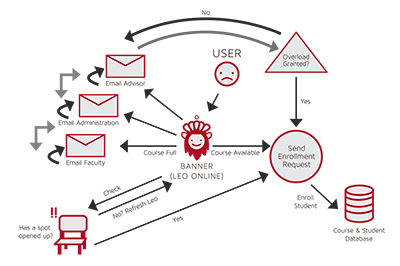 No
USER
Overload
Granted?
Email Advisor
Email Administration
Yes
Send
Enrollment
Request
Course Full
Course Available
Email Faculty
BANNER
(LEO ONLINE)
Check
No? Refresh Leo
Enroll
Student
!!
Yes
Has a spot
opened up?
Course & Student
Database